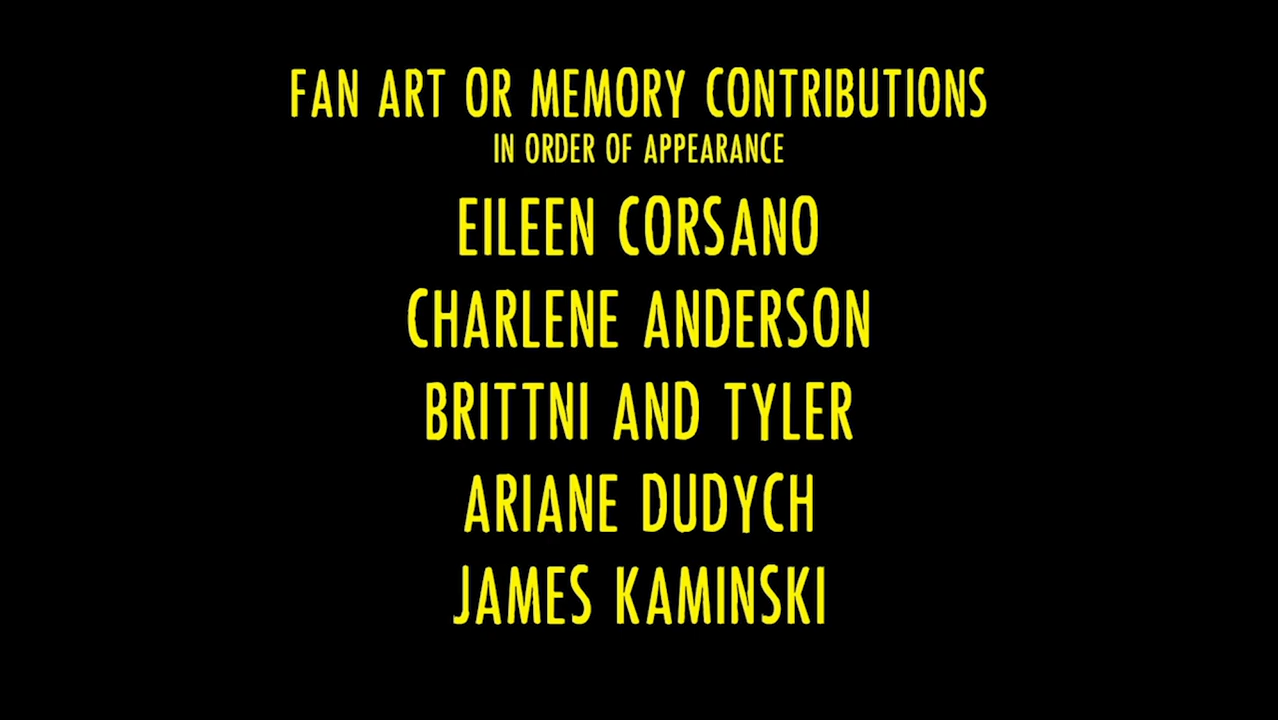 FAN ART OR MEMORY CONTRIBUTIONS
IN ORDER OF APPEARANCE
EILEEN CORSANO
CHARLENE ANDERSON
BRITTNI AND TYLER
ARIANE DUDYCH
JAMES KAMINSKI